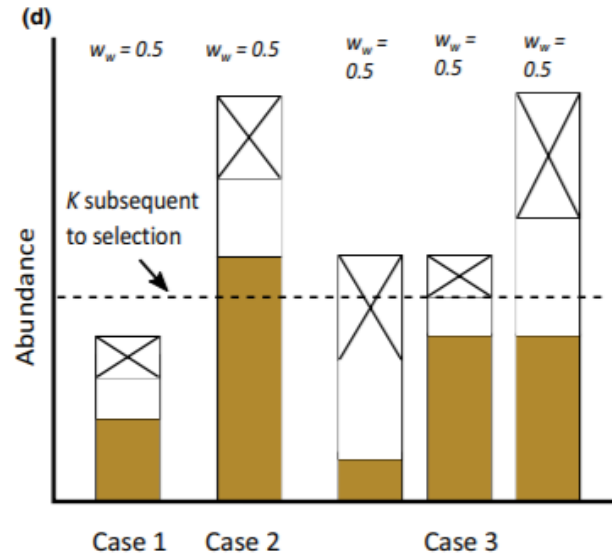 (d)
w_w = 0.5
w_w = 0.5
w_w =
0.5
w_w =
0.5
w_w =
0.5
K subsequent
to selection
Abundance
Case 1
Case 2
Case 3